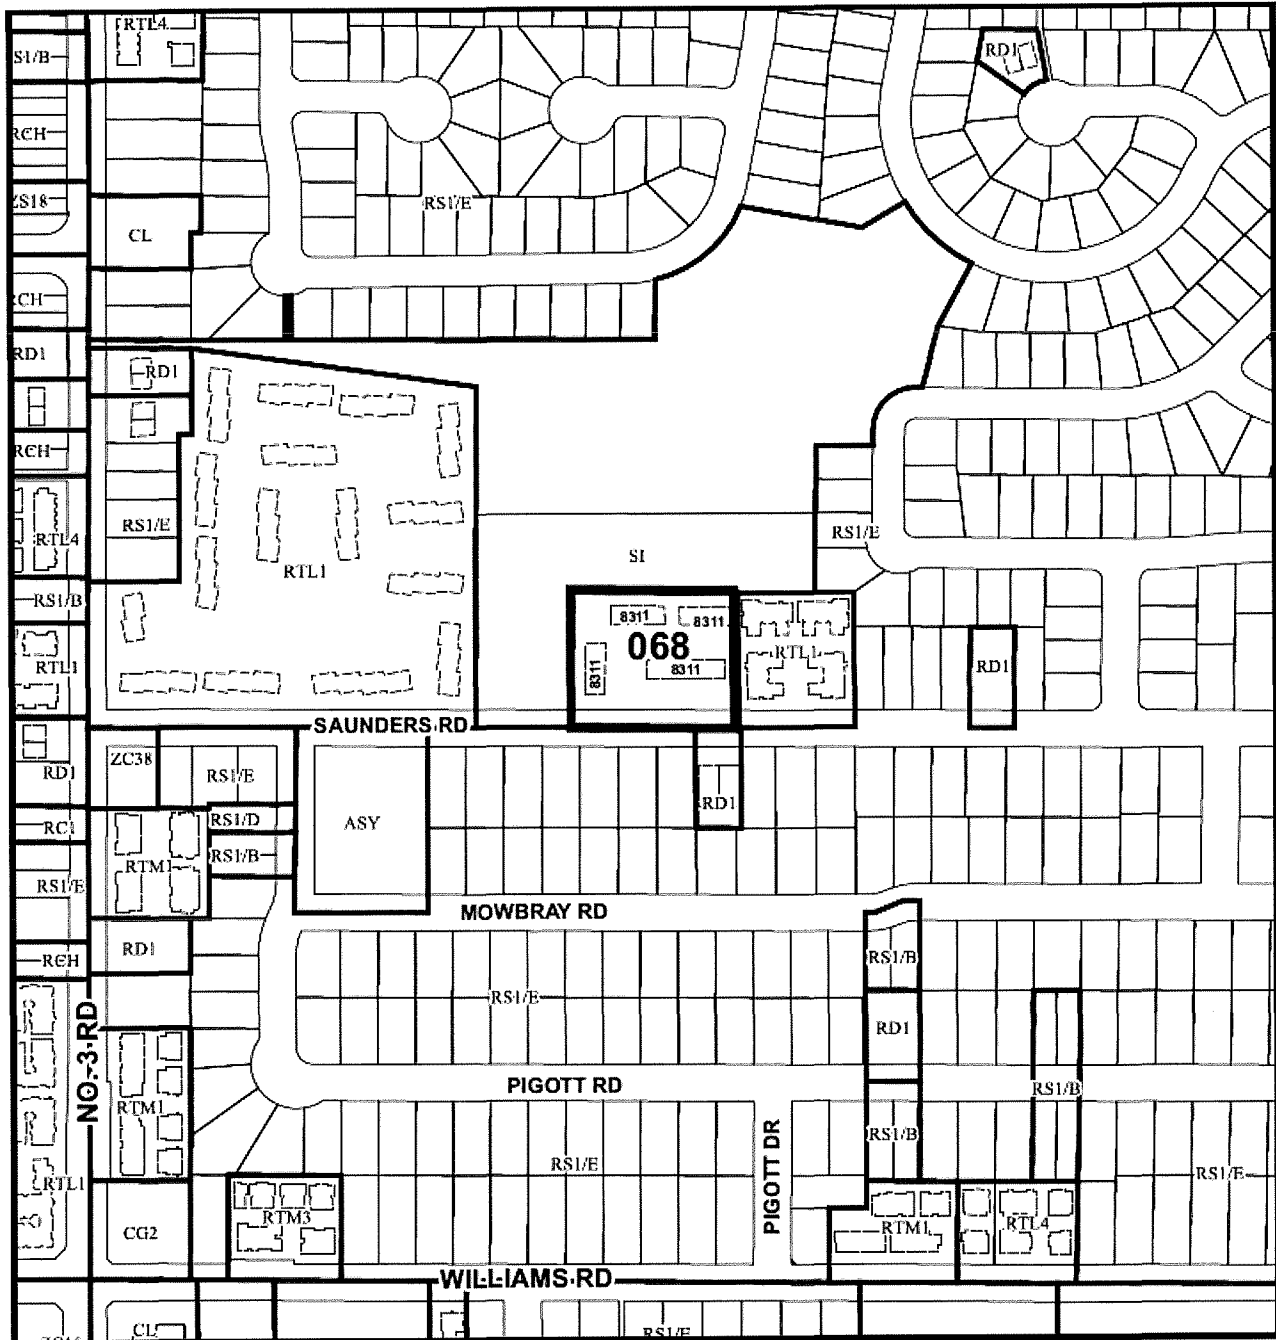 RTL4
S1/B
RD1
RCH
ZS18
RS1/E
CL
RCH
RD1
RD1
RCH
RS1/E
RS1/E
RTL4
SI
RTL1
RS1/B
8311
8311
068
RTL1
RTL1
8311
8311
RD1
SAUNDERS RD
ZC38
RD1
RS1/E
RD1
RS1/D
ASY
RC1
RS1/B
RTM1
RS1/E
MOWBRAY RD
RD1
RCH
RS1/B
RS1/E
RD1
NO. 3 RD
PIGOTT RD
RS1/B
RTM1
RS1/B
PIGOTT DR
RS1/E
RS1/E
RTL1
RTM3
CG2
RTM1
RTL4
WILLIAMS RD
CL
RS1/E